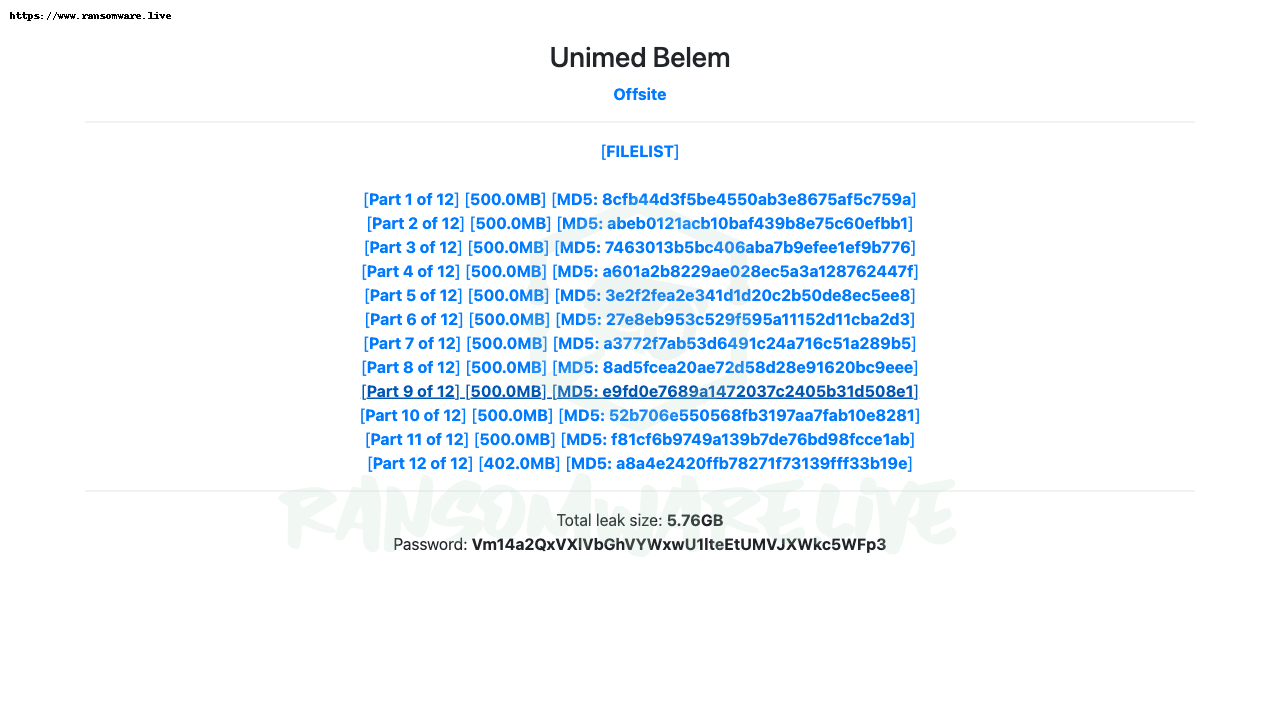 https://www.ransomware.live
Unimed Belem
Offsite
[FILELIST]
[Part 1 of 12] [500.0MB] [MD5: 8cfb44d3f5be4550ab3e8675af5c759a]
[Part 2 of 12] [500.0MB] [MD5: abeb0121acb10baf439b8e75c60efbb1]
[Part 3 of 12] [500.0MB] [MD5: 7463013b5bc406aba7b9efee1ef9b776]
[Part 4 of 12] [500.0MB] [MD5: a601a2b8229ae028ec5a3a128762447f]
[Part 5 of 12] [500.0MB] [MD5: 3e2f2fea2e341d1d20c2b50de8ec5ee8]
[Part 6 of 12] [500.0MB] [MD5: 27e8eb953c529f595a11152d11cba2d3]
[Part 7 of 12] [500.0MB] [MD5: a3772f7ab53d6491c24a716c51a289b5]
[Part 8 of 12] [500.0MB] [MD5: 8ad5fcea20ae72d58d28e91620bc9eee]
[Part 9 of 12] [500.0MB] [MD5: e9fd0e7689a1472037c2405b31d508e1]
[Part 10 of 12] [500.0MB] [MD5: 52b706e550568fb3197aa7fab10e8281]
[Part 11 of 12] [500.0MB] [MD5: f81cf6b9749a139b7de76bd98fcce1ab]
[Part 12 of 12] [402.0MB] [MD5: a8a4e2420ffb78271f73139fff33b19e]
RANSOMWARE.LIVE
Total leak size: 5.76GB
Password: Vm14a2QxVXlVbGhVYWxwU1lteEtUMVJXWkc5WFp3